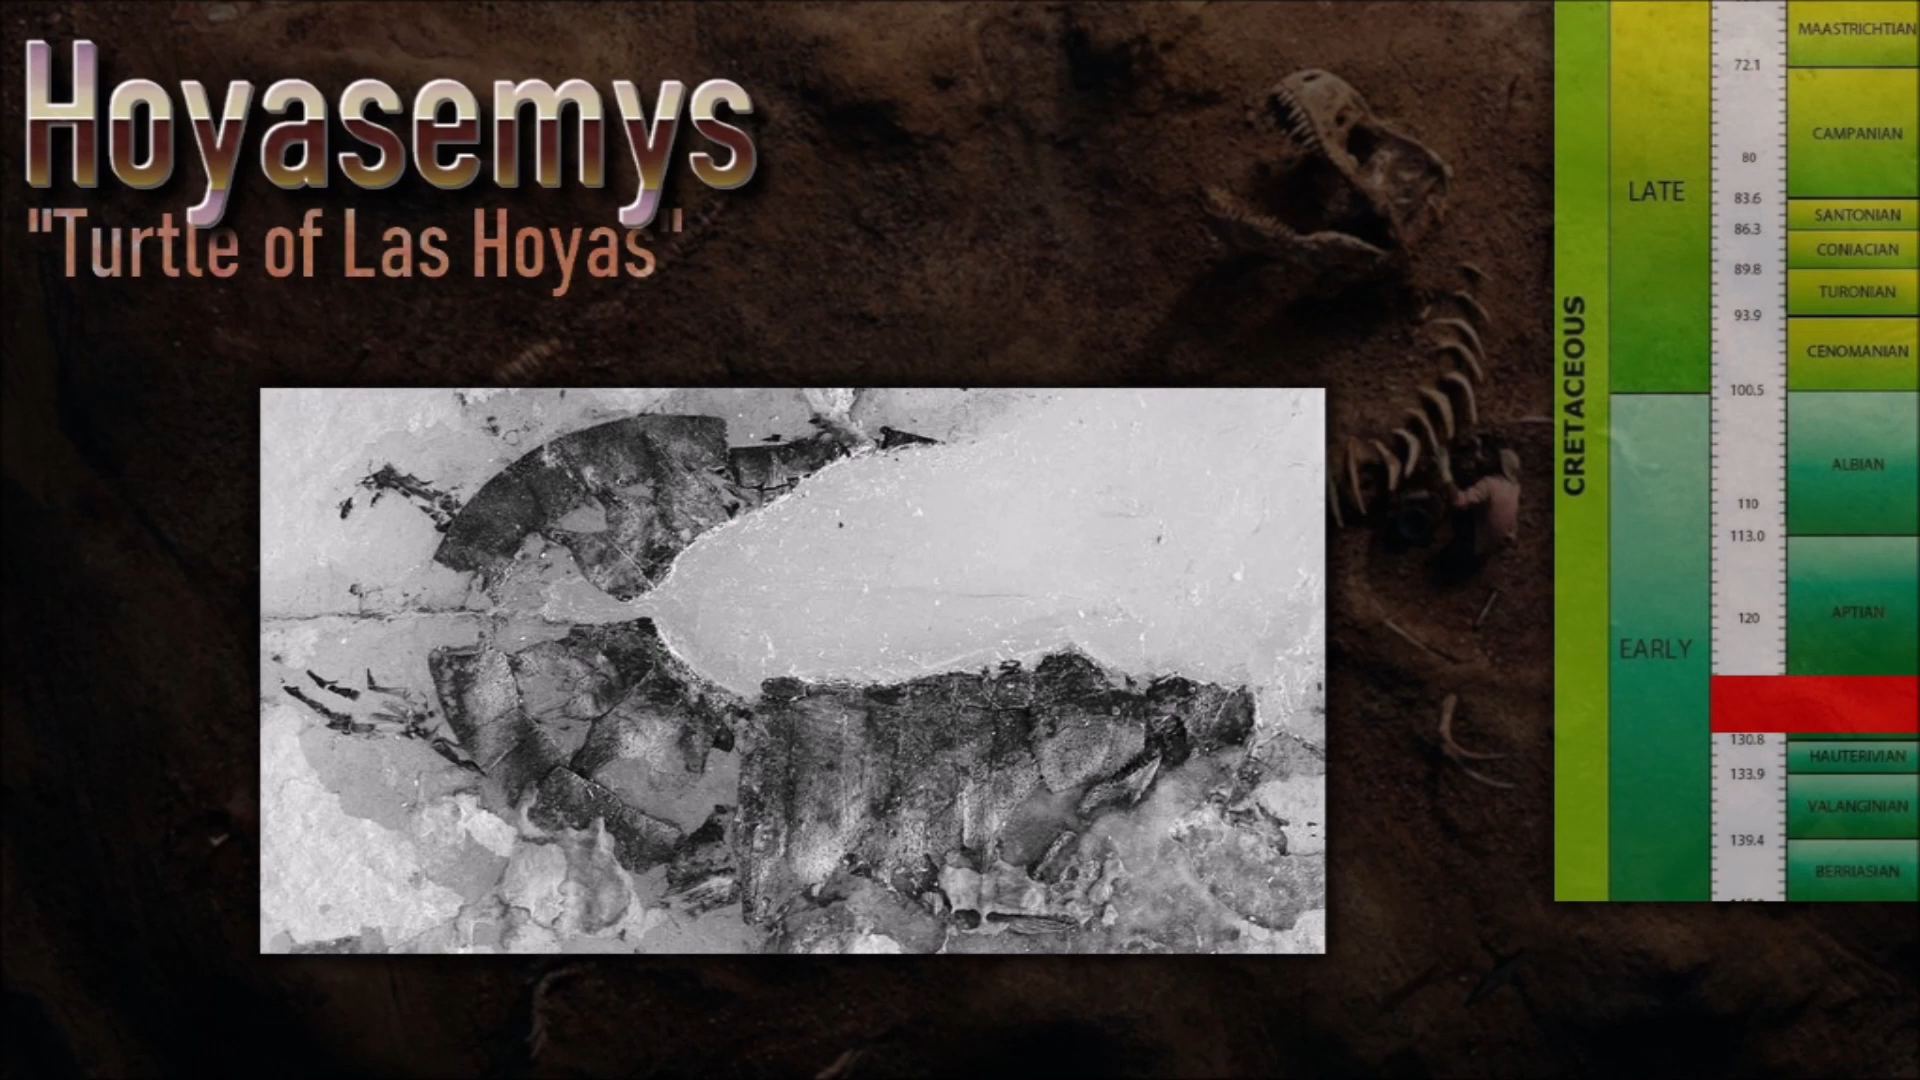 Hoyasemys
"Turtle of Las Hoyas"
CRETACEOUS
LATE
EARLY
72.1
80
83.6
86.3
89.8
93.9
100.5
110
113.0
120
130.8
133.9
139.4
MAASTRICHTIAN
CAMPANIAN
SANTONIAN
CONIACIAN
TURONIAN
CENOMANIAN
ALBIAN
APTIAN
HAUTERIVIAN
VALANGINIAN
BERRIASIAN